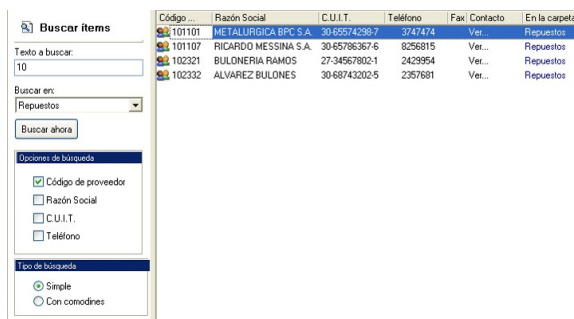 Buscar ítems
Texto a buscar:
10
Buscar en:
Repuestos
Buscar ahora
Opciones de búsqueda
Código de proveedor
Razón Social
C.U.I.T.
Teléfono
Tipo de búsqueda
Simple
Con comodines
Código ... Razón Social C.U.I.T. Teléfono Fax Contacto En la carpeta
101101 METALURGICA BPC S.A. 30-65574298-7 3747474 Ver... Repuestos
101107 RICARDO MESSINA S.A. 30-65786367-6 8256815 Ver... Repuestos
102321 BULONERIA RAMOS 27-34567802-1 2429954 Ver... Repuestos
102332 ALVAREZ BULONES 30-68743202-5 2357681 Ver... Repuestos